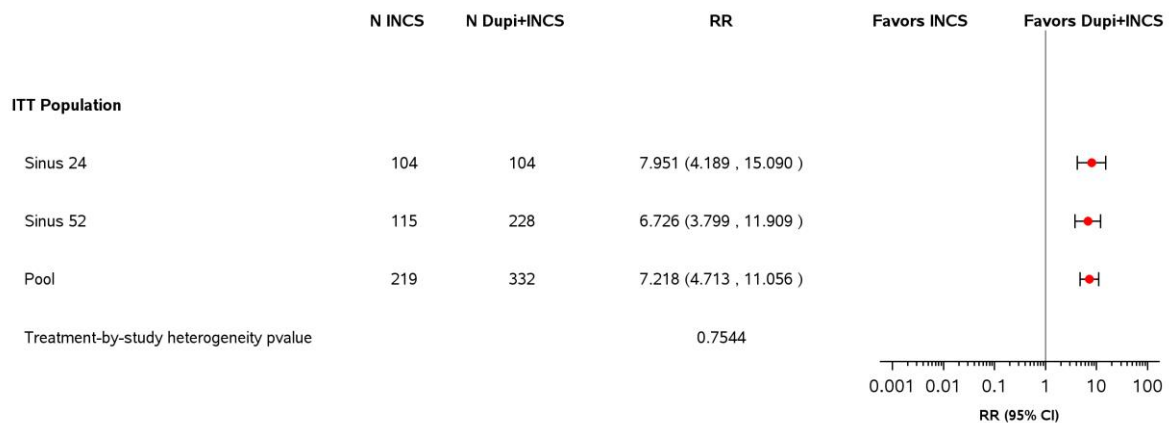 N INCS N Dupi+INCS RR Favors INCS Favors Dupi+INCS
ITT Population
Sinus 24 104 104 7.951 (4.189 , 15.090 )
Sinus 52 115 228 6.726 (3.799 , 11.909 )
Pool 219 332 7.218 (4.713 , 11.056 )
Treatment-by-study heterogeneity pvalue 0.7544
0.001 0.01 0.1 1 10 100
RR (95% CI)